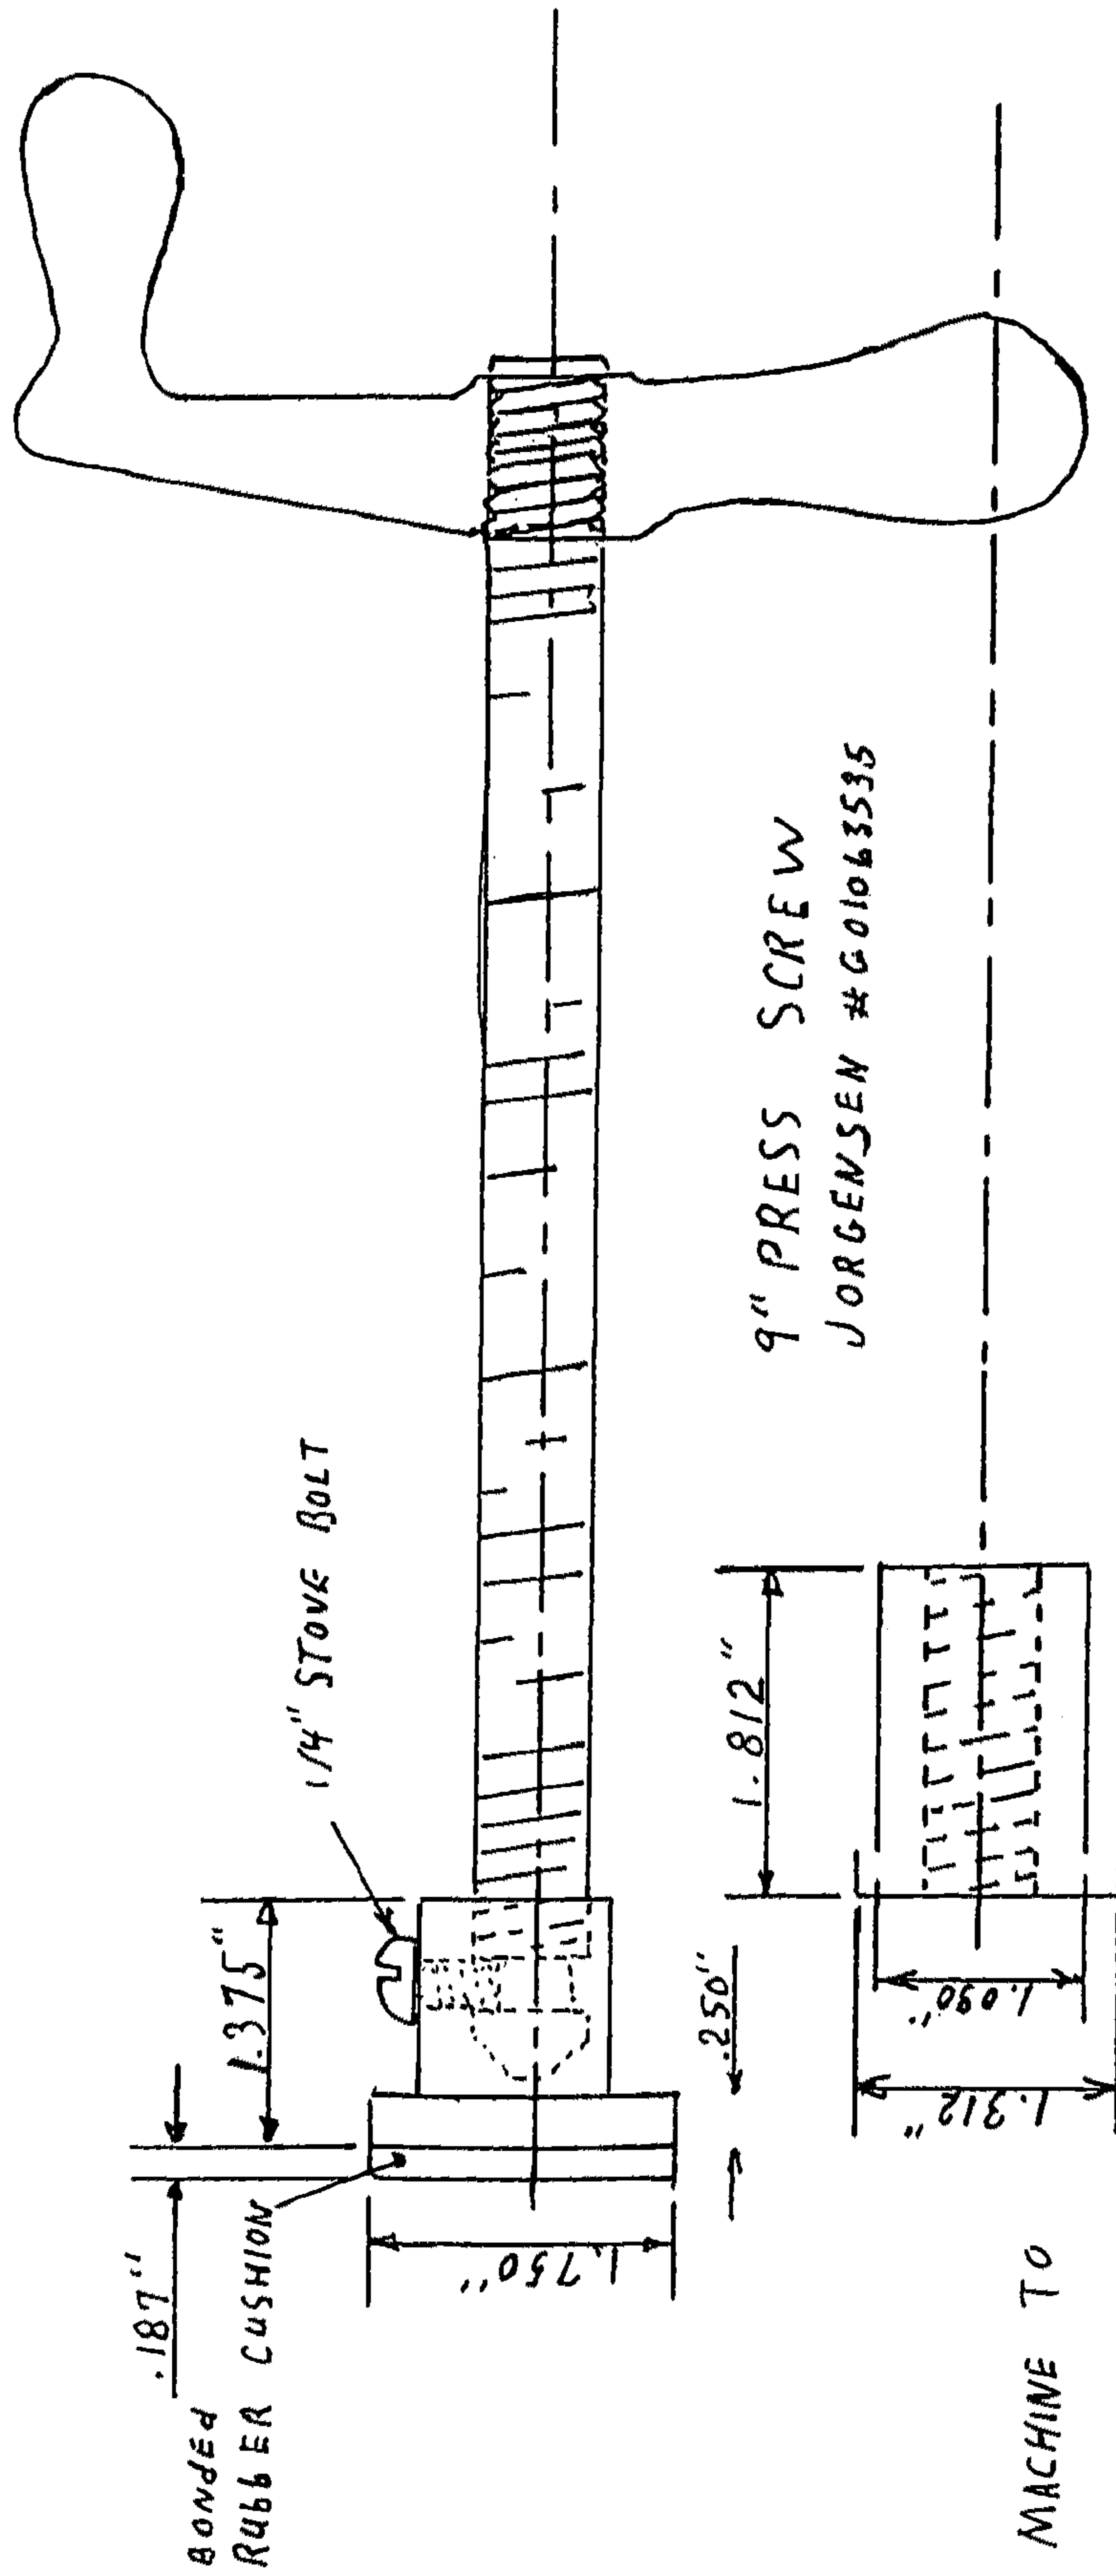 .187"
BONdEd
RUbbER CUSHION
1.375"
1/4" STOVE BOLT
1.750"
.250"
9" PRESS SCREW
JORGENSEN #G01063535
1.812"
1.090"
1.312"
MACHINE TO